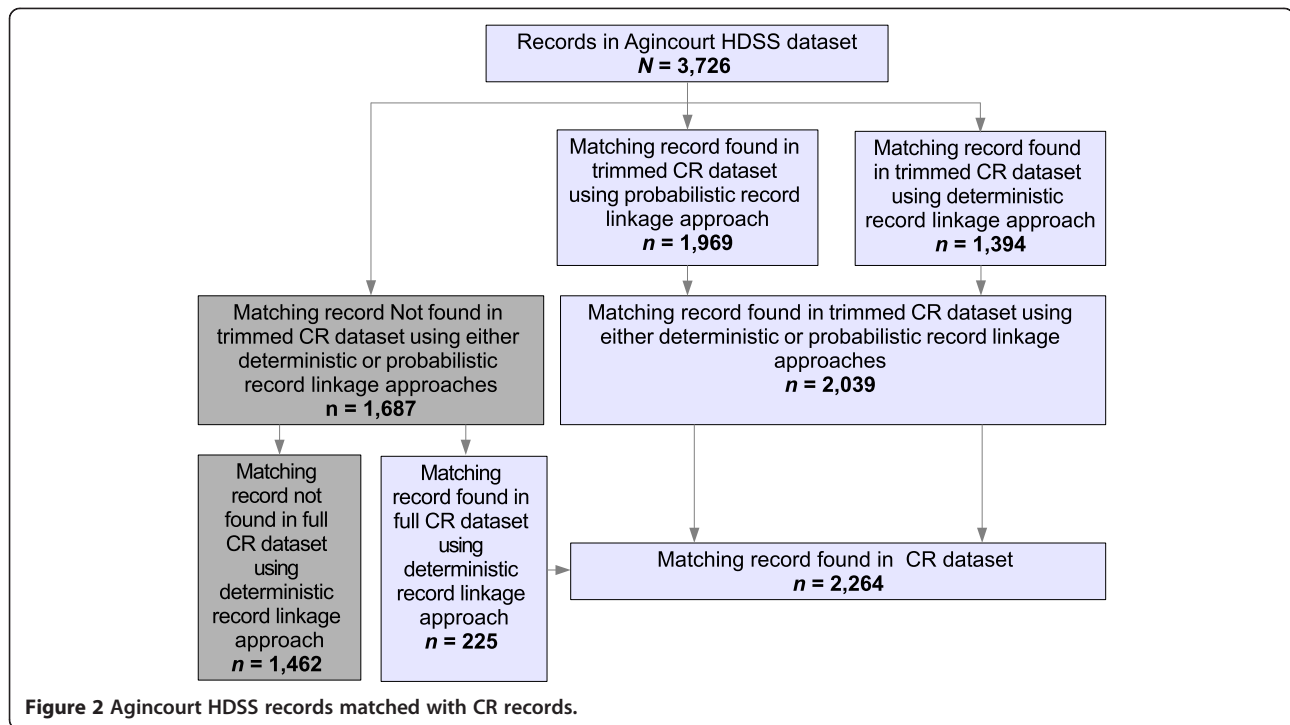 Records in Agincourt HDSS dataset
N = 3,726
Matching record found in
trimmed CR dataset
using probabilistic record
linkage approach
n = 1,969
Matching record found
in trimmed CR dataset
using deterministic
record linkage approach
n = 1,394
Matching record Not found in
trimmed CR dataset using either
deterministic or probabilistic
record linkage approaches
n = 1,687
Matching record found in trimmed CR dataset using
either deterministic or probabilistic record linkage
approaches
n = 2,039
Matching
record not
found in full
CR dataset
using
deterministic
record linkage
approach
n = 1,462
Matching
record found in
full CR dataset
using
deterministic
record linkage
approach
n = 225
Matching record found in CR dataset
n = 2,264
Figure 2 Agincourt HDSS records matched with CR records.